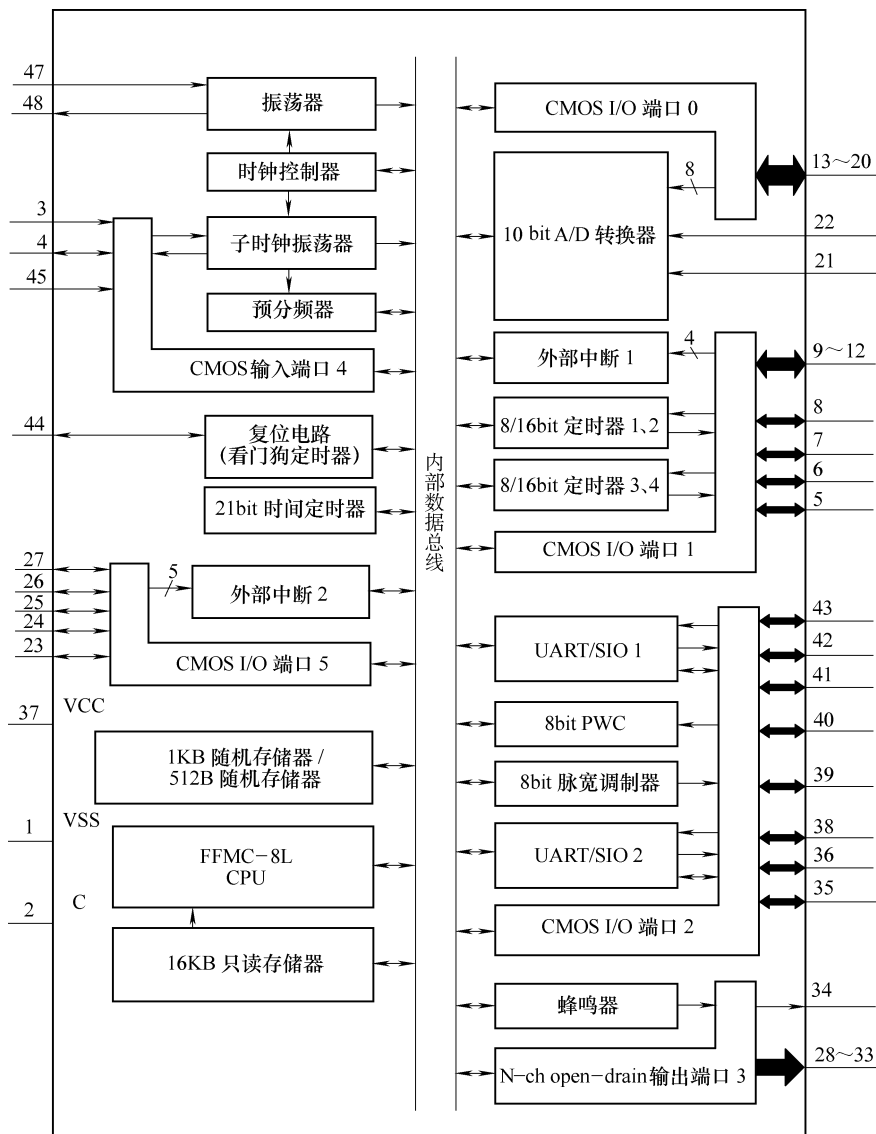 47
48
振荡器
时钟控制器
3
4
45
子时钟振荡器
预分频器
CMOS 输入端口 4
44
复位电路
(看门狗定时器)
21bit 时间定时器
27
26
25
24
23
5
外部中断 2
CMOS I/O 端口 5
37
VCC
1KB 随机存储器 /
512B 随机存储器
1
VSS
FFMC-8L
CPU
2
C
16KB 只读存储器
内部数据总线
CMOS I/O 端口 0
13～20
8
10 bit A/D 转换器
22
21
外部中断 1
4
9～12
8/16bit 定时器 1、2
8
7
8/16bit 定时器 3、4
6
5
CMOS I/O 端口 1
43
UART/SIO 1
42
41
8bit PWC
40
8bit 脉宽调制器
39
UART/SIO 2
38
36
35
CMOS I/O 端口 2
蜂鸣器
34
N-ch open-drain 输出端口 3
28～33